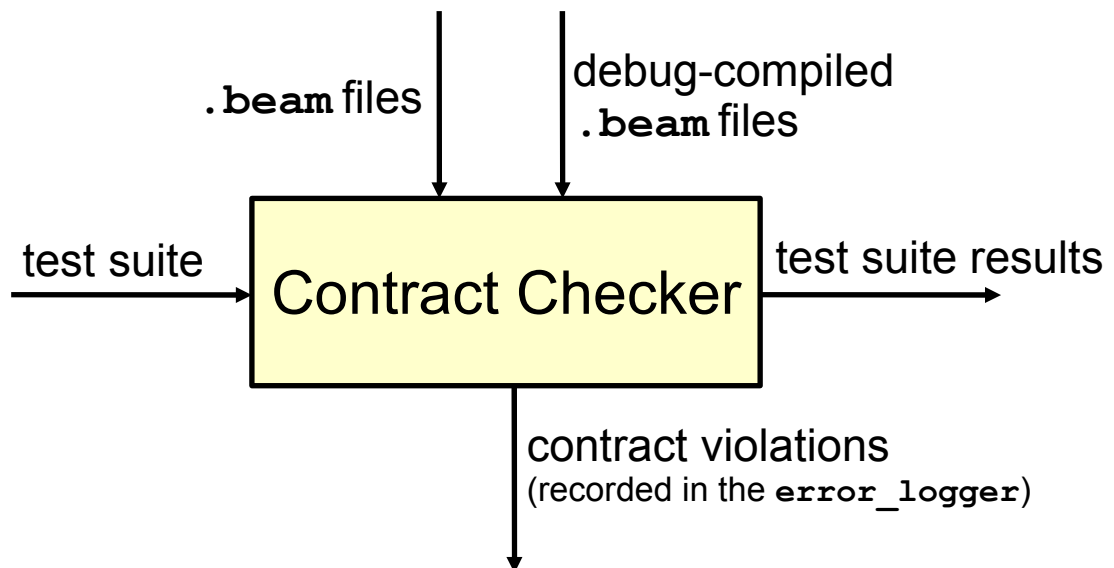 debug-compiled
.beam files
.beam files
test suite
Contract Checker
test suite results
contract violations
(recorded in the error_logger)